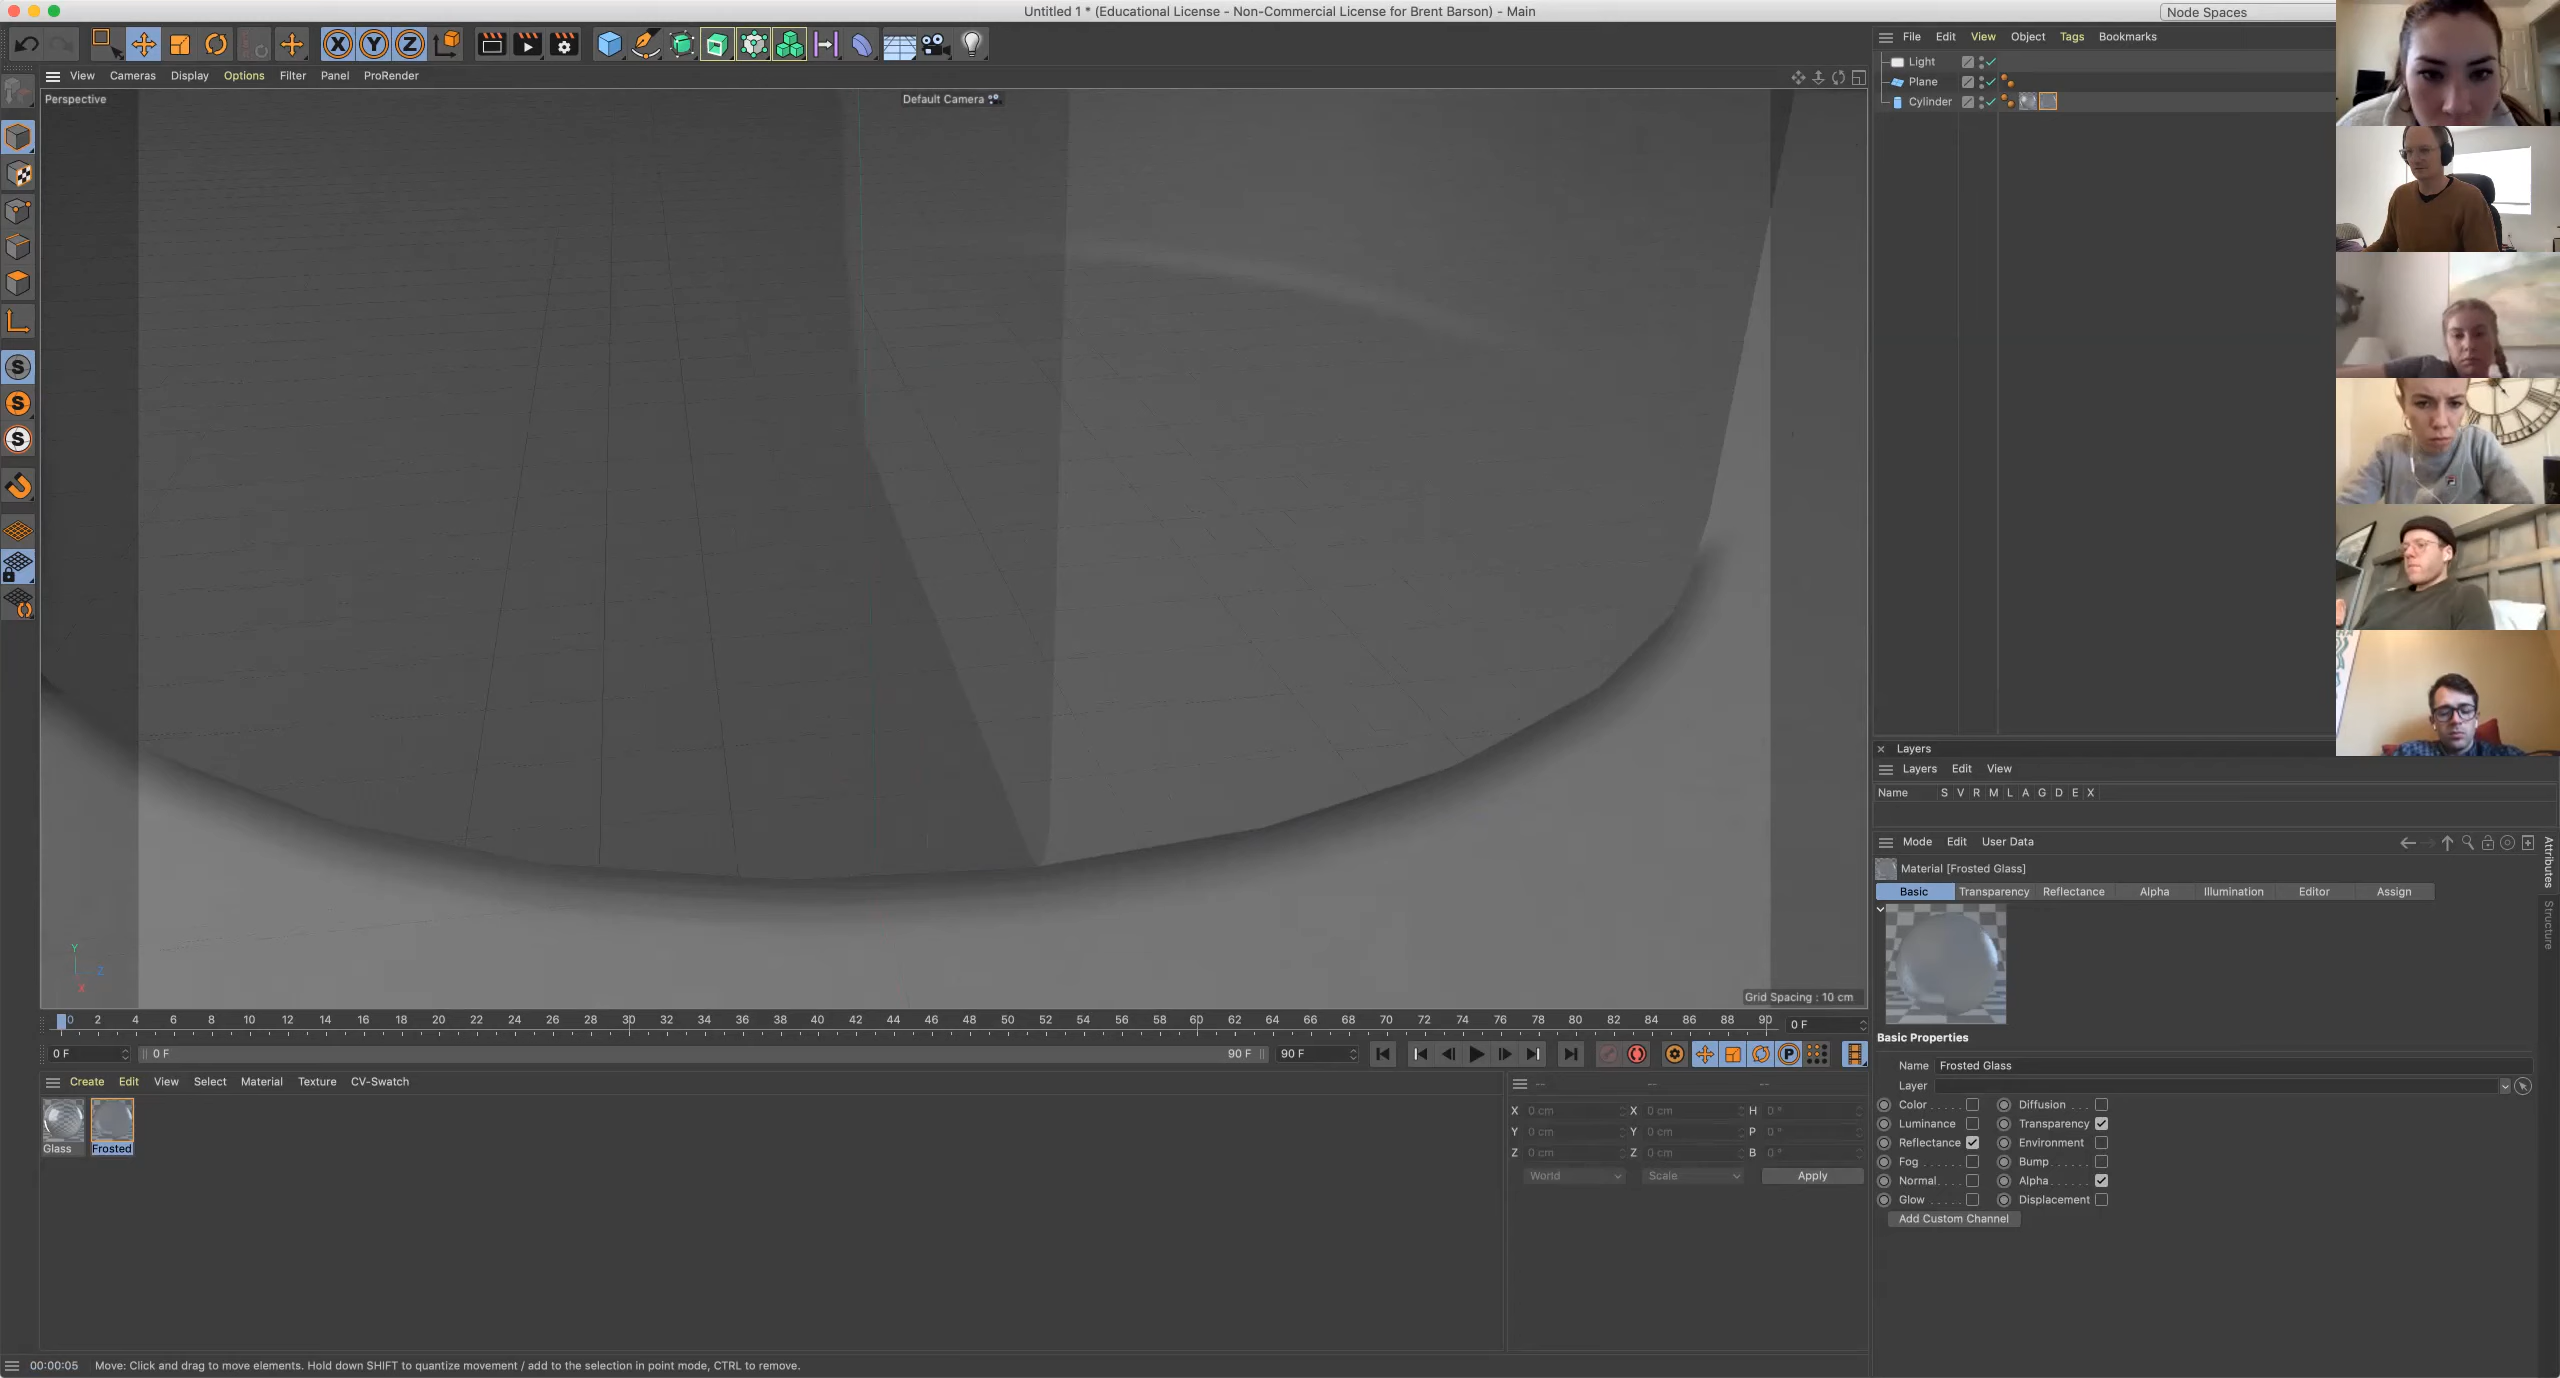 Untitled 1 * (Educational License - Non-Commercial License for Brent Barson) - Main
Node Spaces
File Edit View Object Tags Bookmarks
X Y Z
View Cameras Display Options Filter Panel ProRender
Light
Plane
Cylinder
Perspective
Default Camera
S
S
S
Y
Z
X
Grid Spacing : 10 cm
0 2 4 6 8 10 12 14 16 18 20 22 24 26 28 30 32 34 36 38 40 42 44 46 48 50 52 54 56 58 60 62 64 66 68 70 72 74 76 78 80 82 84 86 88 90
0 F
0 F
0 F
90 F
90 F
P
Create Edit View Select Material Texture CV-Swatch
Glass
Frosted
-- -- --
X 0 cm X 0 cm H 0 °
Y 0 cm Y 0 cm P 0 °
Z 0 cm Z 0 cm B 0 °
World Scale Apply
Layers
Layers Edit View
Name S V R M L A G D E X
Mode Edit User Data
Material [Frosted Glass]
Basic Transparency Reflectance Alpha Illumination Editor Assign
Attributes
Structure
Basic Properties
Name Frosted Glass
Layer
Color . . . . . Diffusion . . .
Luminance Transparency
Reflectance Environment
Fog . . . . . . Bump . . . . . .
Normal. . . . Alpha . . . . . .
Glow . . . . . Displacement
Add Custom Channel
00:00:05 Move: Click and drag to move elements. Hold down SHIFT to quantize movement / add to the selection in point mode, CTRL to remove.